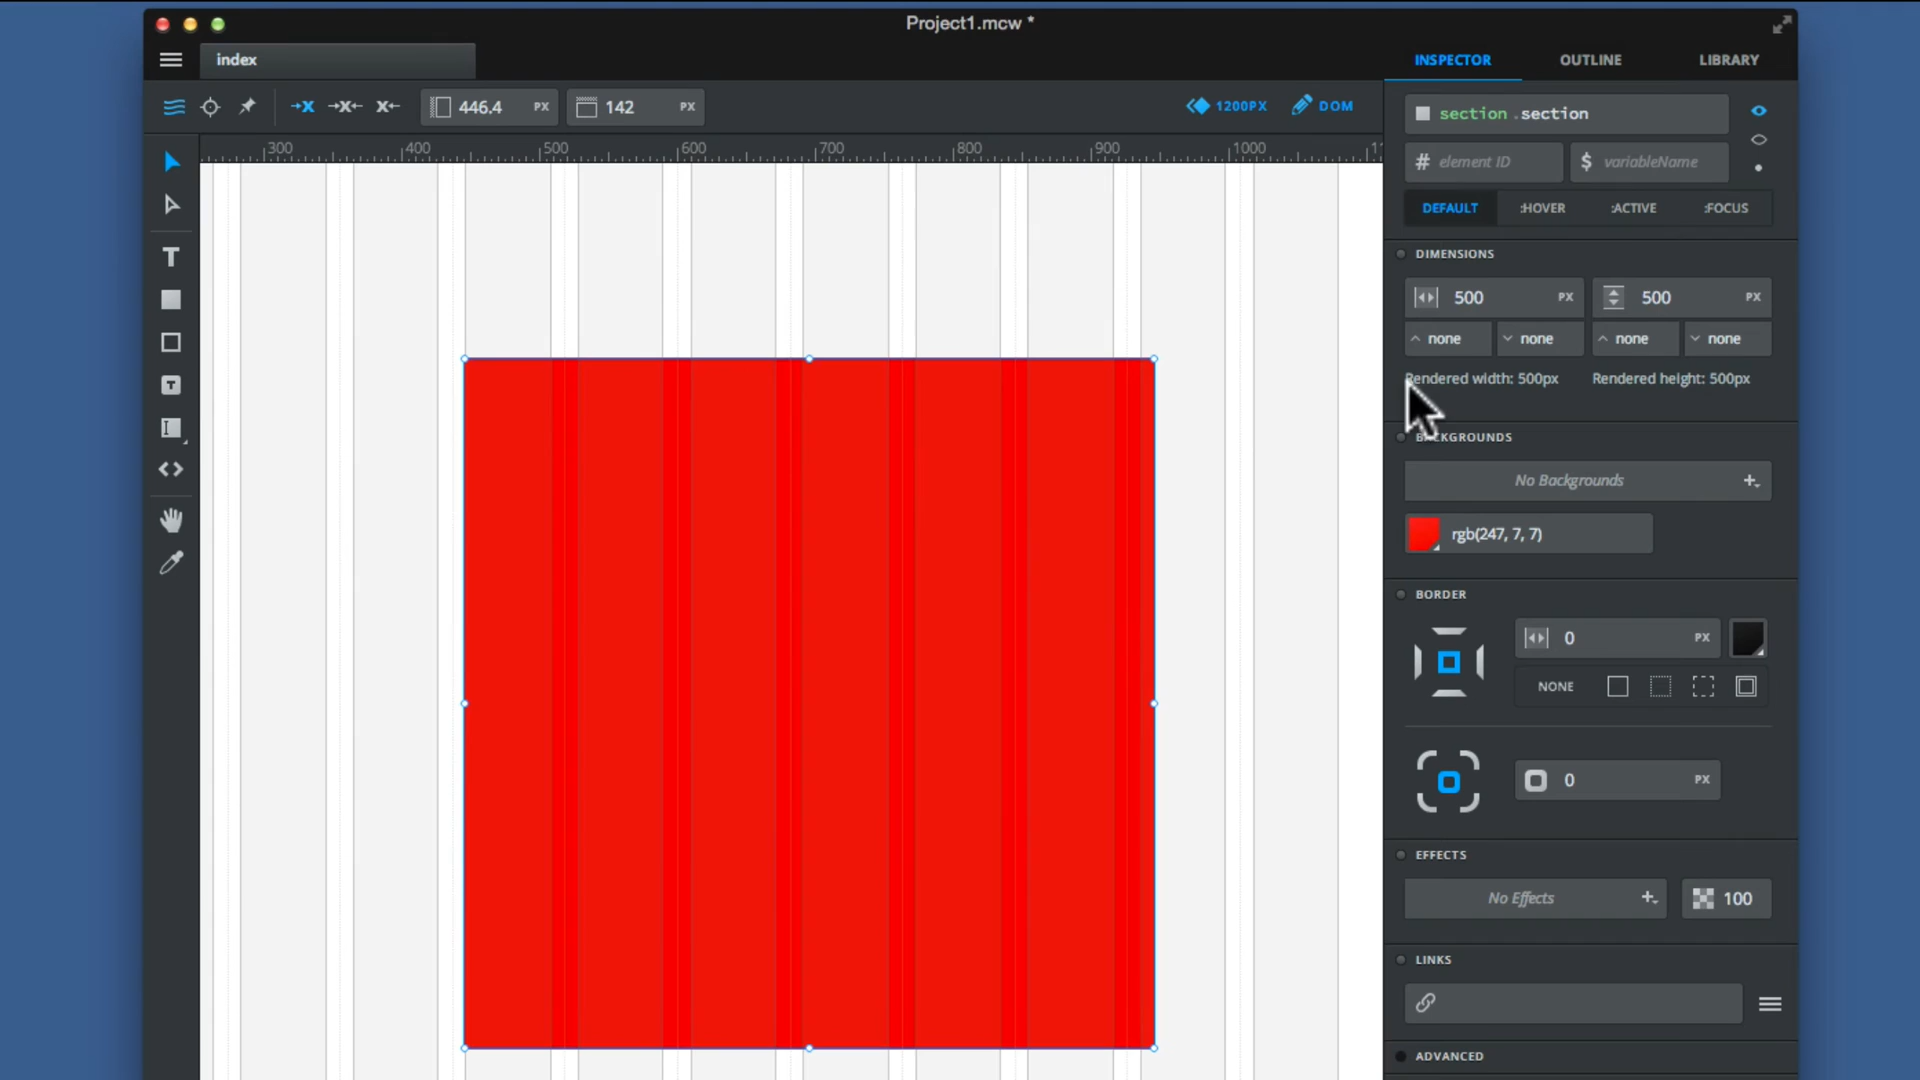 Project1.mcw *
index
INSPECTOR
OUTLINE
LIBRARY
446.4 PX
142 PX
1200PX
DOM
section .section
# element ID
$ variableName
300 400 500 600 700 800 900 1000
DEFAULT :HOVER :ACTIVE :FOCUS
DIMENSIONS
500 PX
500 PX
none none none none
Rendered width: 500px
Rendered height: 500px
BACKGROUNDS
No Backgrounds
rgb(247, 7, 7)
BORDER
0 PX
NONE
0 PX
EFFECTS
No Effects
100
LINKS
ADVANCED